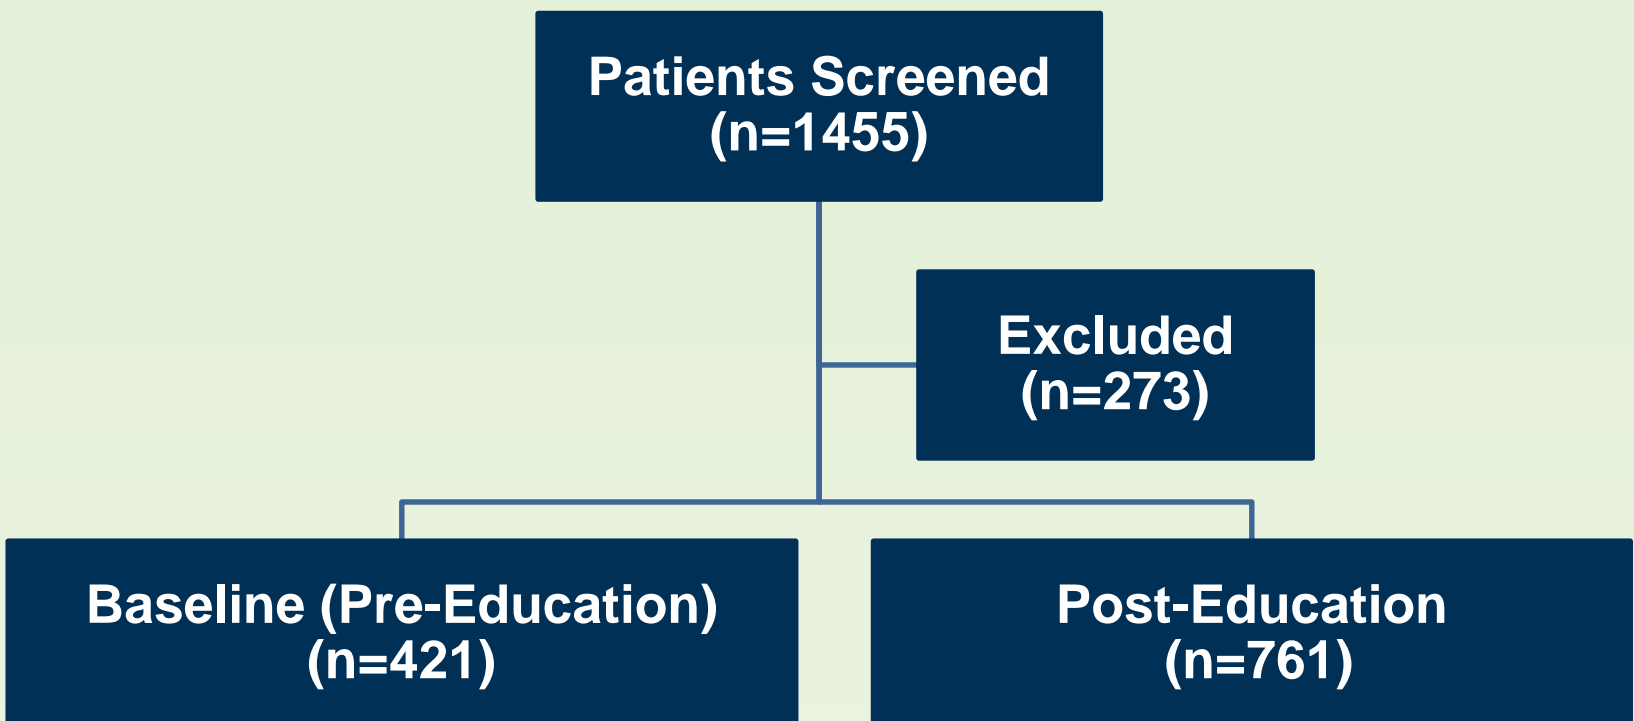 Patients Screened
(n=1455)
Excluded
(n=273)
Baseline (Pre-Education)
(n=421)
Post-Education
(n=761)